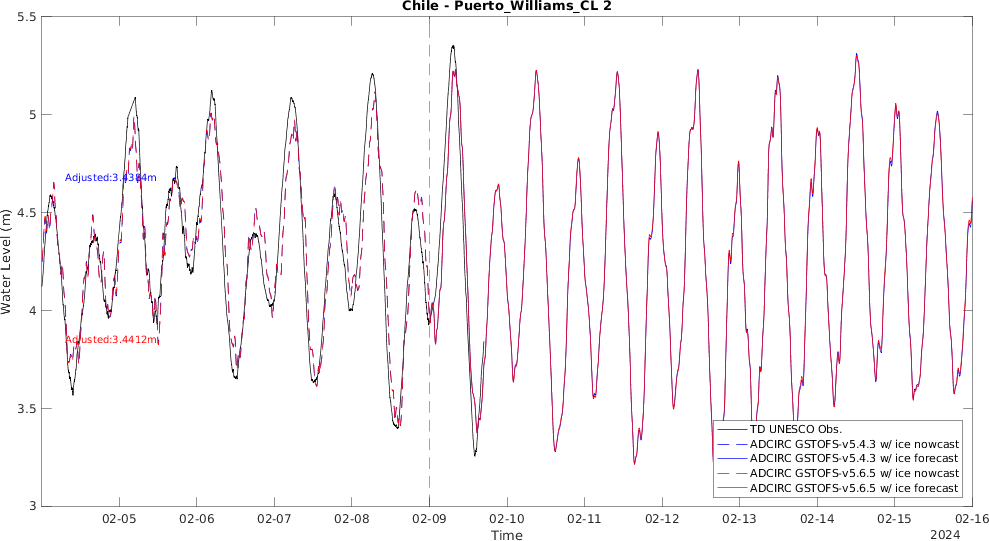 Chile - Puerto_Williams_CL 2
5.5
5
4.5
4
3.5
3
Water Level (m)
Adjusted:3.4384m
Adjusted:3.4412m
TD UNESCO Obs.
ADCIRC GSTOFS-v5.4.3 w/ ice nowcast
ADCIRC GSTOFS-v5.4.3 w/ ice forecast
ADCIRC GSTOFS-v5.6.5 w/ ice nowcast
ADCIRC GSTOFS-v5.6.5 w/ ice forecast
02-05 02-06 02-07 02-08 02-09 02-10 02-11 02-12 02-13 02-14 02-15 02-16
Time
2024